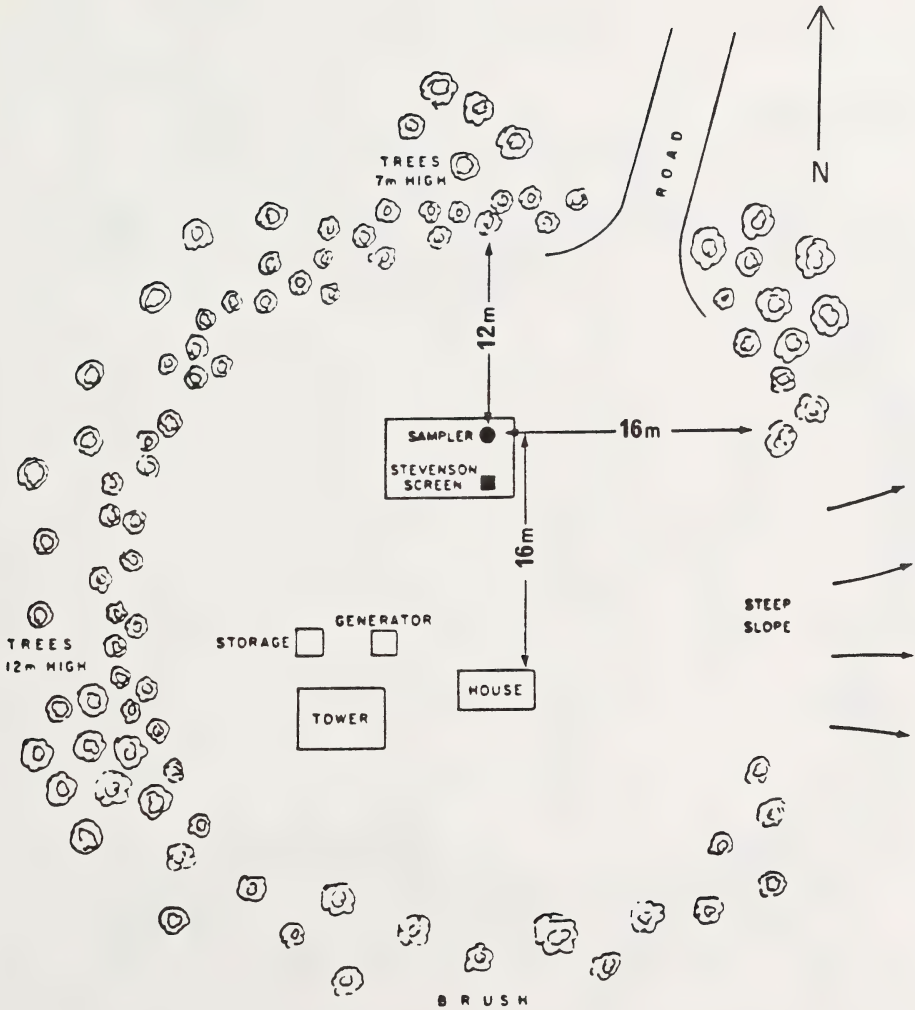 TREES
7m HIGH
ROAD
N
12m
SAMPLER
16m
STEVENSON
SCREEN
16m
STEEP
SLOPE
GENERATOR
STORAGE
TREES
12m HIGH
HOUSE
TOWER
BRUSH